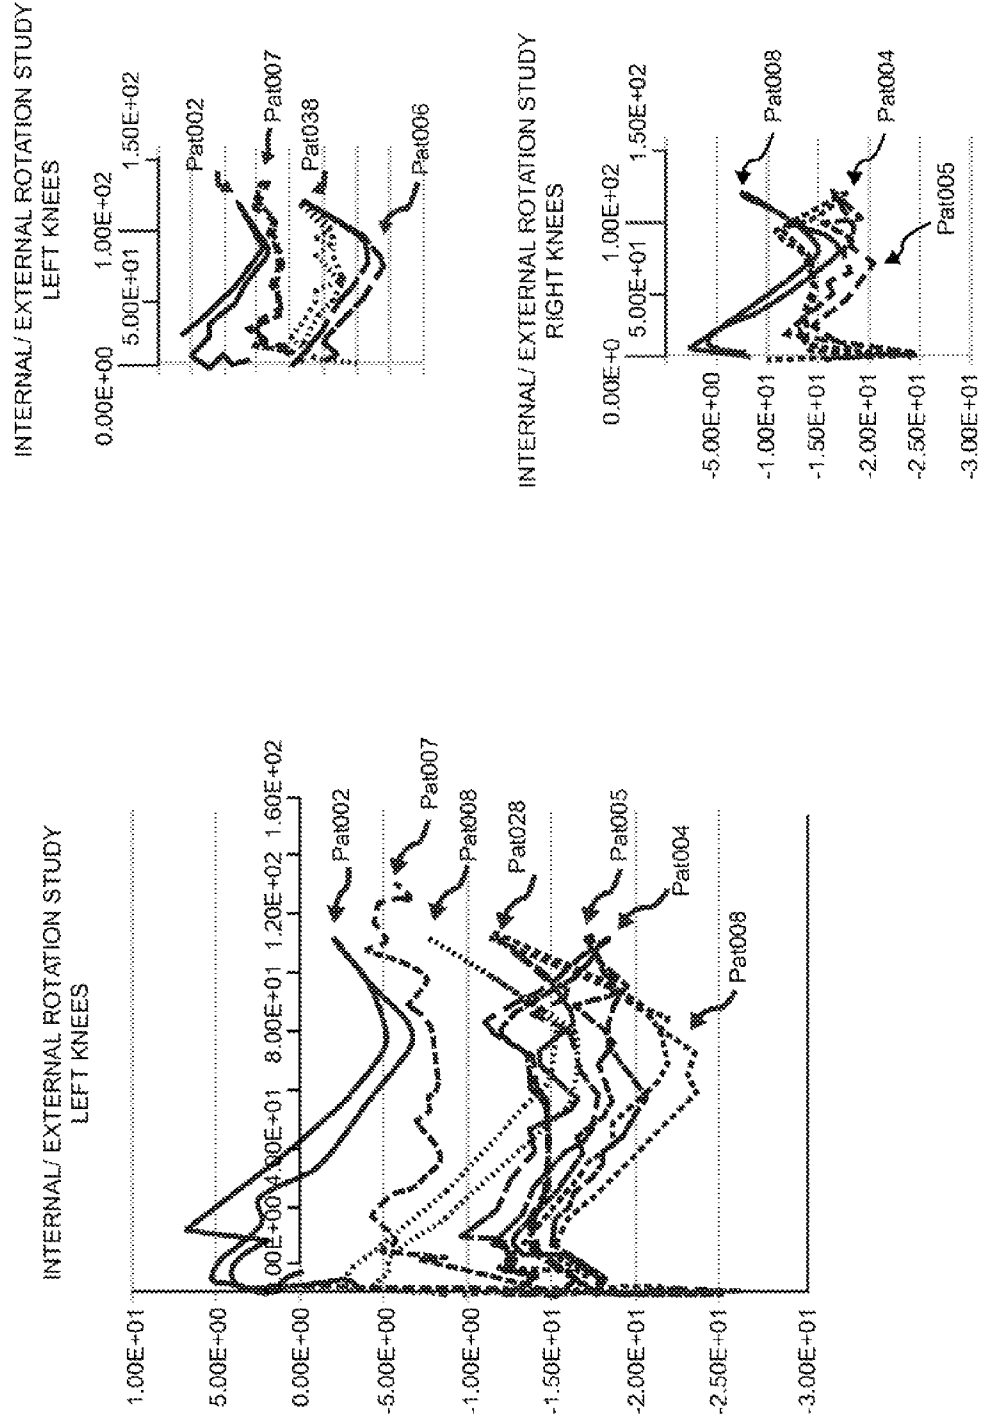 INTERNAL/ EXTERNAL ROTATION STUDY
LEFT KNEES
1.00E+01
5.00E+00
0.00E+00
-5.00E+00
-1.00E+00
-1.50E+01
-2.00E+01
-2.50E+01
-3.00E+01
00E+00
4.00E+01
8.00E+01
1.20E+02
1.60E+02
Pat002
Pat007
Pat008
Pat028
Pat005
Pat004
Pat008
INTERNAL/ EXTERNAL ROTATION STUDY
LEFT KNEES
0.00E+00
5.00E+01
1.00E+02
1.50E+02
Pat002
Pat007
Pat038
Pat006
INTERNAL/ EXTERNAL ROTATION STUDY
RIGHT KNEES
0.00E+0
5.00E+01
1.00E+02
1.50E+02
-5.00E+00
-1.00E+01
-1.50E+01
-2.00E+01
-2.50E+01
-3.00E+01
Pat008
Pat004
Pat005